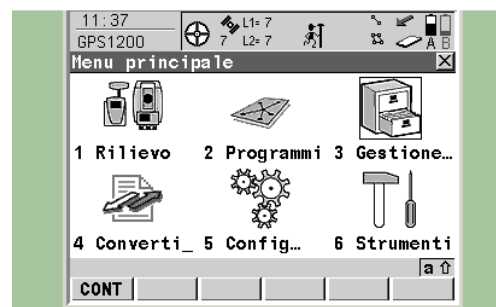 11:37
GPS1200
L1= 7
7 L2= 7
A B
Menu principale
1 Rilievo 2 Programmi 3 Gestione…
4 Converti_ 5 Config… 6 Strumenti
a
CONT